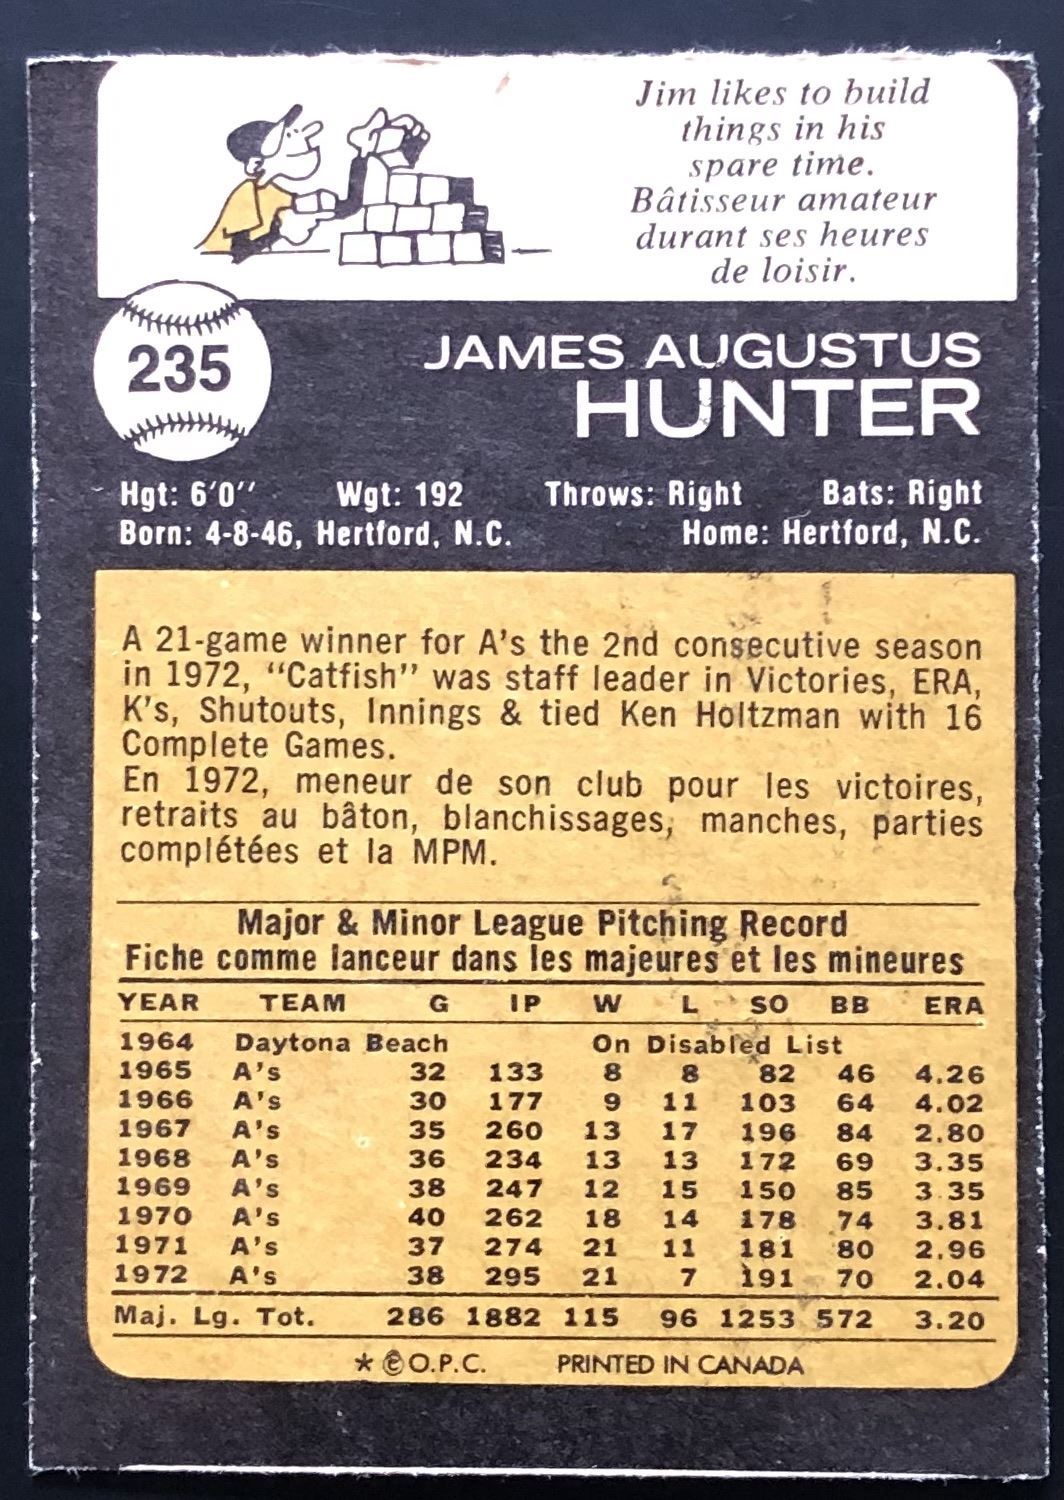 Jim likes to build
things in his
spare time.
Bâtisseur amateur
durant ses heures
de loisir.
235
JAMES AUGUSTUS
HUNTER
Hgt: 6'0'' Wgt: 192 Throws: Right Bats: Right
Born: 4-8-46, Hertford, N.C. Home: Hertford, N.C.
A 21-game winner for A's the 2nd consecutive season
in 1972, "Catfish" was staff leader in Victories, ERA,
K's, Shutouts, Innings & tied Ken Holtzman with 16
Complete Games.
En 1972, meneur de son club pour les victoires,
retraits au bâton, blanchissages, manches, parties
complétées et la MPM.
Major & Minor League Pitching Record
Fiche comme lanceur dans les majeures et les mineures
YEAR TEAM G IP W L SO BB ERA
1964 Daytona Beach On Disabled List
1965 A's 32 133 8 8 82 46 4.26
1966 A's 30 177 9 11 103 64 4.02
1967 A's 35 260 13 17 196 84 2.80
1968 A's 36 234 13 13 172 69 3.35
1969 A's 38 247 12 15 150 85 3.35
1970 A's 40 262 18 14 178 74 3.81
1971 A's 37 274 21 11 181 80 2.96
1972 A's 38 295 21 7 191 70 2.04
Maj. Lg. Tot. 286 1882 115 96 1253 572 3.20
* © O.P.C. PRINTED IN CANADA